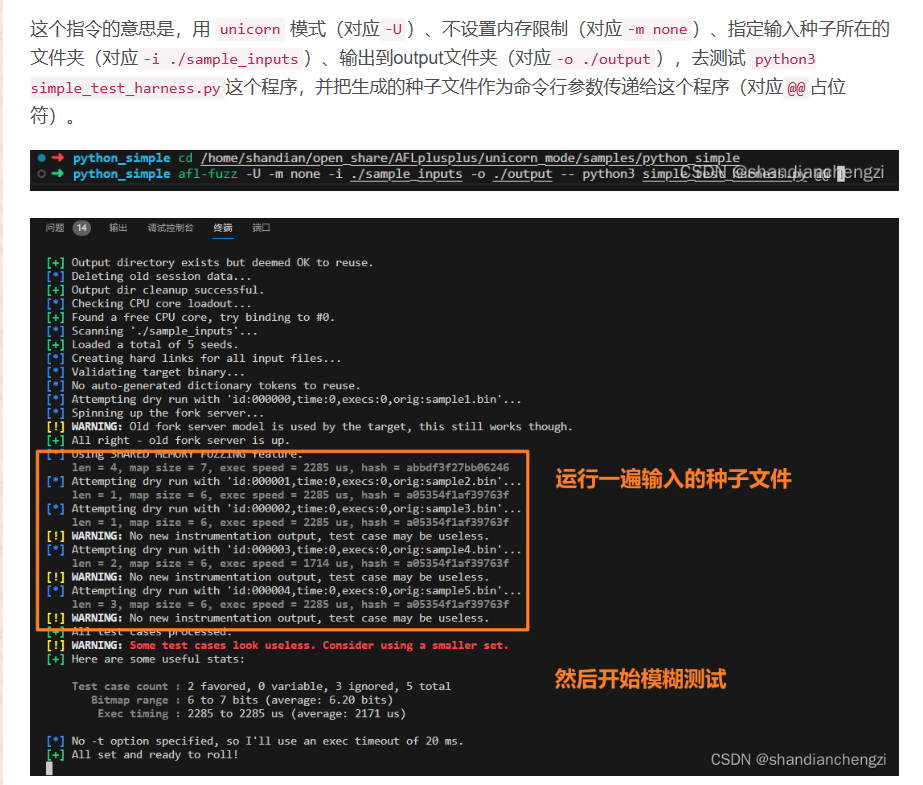 这个指令的意思是，用 unicorn 模式（对应-U）、不设置内存限制（对应-m none）、指定输入种子所在的
文件夹（对应-i ./sample_inputs）、输出到output文件夹（对应-o ./output），去测试 python3
simple_test_harness.py 这个程序，并把生成的种子文件作为命令行参数传递给这个程序（对应@@占位
符）。
python_simple cd /home/shandian/open_share/AFLplusplus/unicorn_mode/samples/python_simple
python_simple afl-fuzz -U -m none -i ./sample_inputs -o ./output -- python3 simple_test_harness.py @@
CSDN @shandianchengzi
问题 14 输出 调试控制台 终端 端口
[+] Output directory exists but deemed OK to reuse.
[*] Deleting old session data...
[+] Output dir cleanup successful.
[*] Checking CPU core loadout...
[+] Found a free CPU core, try binding to #0.
[*] Scanning './sample_inputs'...
[+] Loaded a total of 5 seeds.
[*] Creating hard links for all input files...
[*] Validating target binary...
[*] No auto-generated dictionary tokens to reuse.
[*] Attempting dry run with 'id:000000,time:0,execs:0,orig:sample1.bin'...
[*] Spinning up the fork server...
[!] WARNING: Old fork server model is used by the target, this still works though.
[+] All right - old fork server is up.
[*] Using SHARED MEMORY FUZZING feature.
len = 4, map size = 7, exec speed = 2285 us, hash = abbdf3f27bb06246
[*] Attempting dry run with 'id:000001,time:0,execs:0,orig:sample2.bin'...
len = 1, map size = 6, exec speed = 2285 us, hash = a05354f1af39763f
[*] Attempting dry run with 'id:000002,time:0,execs:0,orig:sample3.bin'...
len = 1, map size = 6, exec speed = 2285 us, hash = a05354f1af39763f
[!] WARNING: No new instrumentation output, test case may be useless.
[*] Attempting dry run with 'id:000003,time:0,execs:0,orig:sample4.bin'...
len = 2, map size = 6, exec speed = 1714 us, hash = a05354f1af39763f
[!] WARNING: No new instrumentation output, test case may be useless.
[*] Attempting dry run with 'id:000004,time:0,execs:0,orig:sample5.bin'...
len = 3, map size = 6, exec speed = 2285 us, hash = a05354f1af39763f
[!] WARNING: No new instrumentation output, test case may be useless.
运行一遍输入的种子文件
[+] All test cases processed.
[!] WARNING: Some test cases look useless. Consider using a smaller set.
[+] Here are some useful stats:
然后开始模糊测试
Test case count : 2 favored, 0 variable, 3 ignored, 5 total
Bitmap range : 6 to 7 bits (average: 6.20 bits)
Exec timing : 2285 to 2285 us (average: 2171 us)
[*] No -t option specified, so I'll use an exec timeout of 20 ms.
[+] All set and ready to roll!
CSDN @shandianchengzi